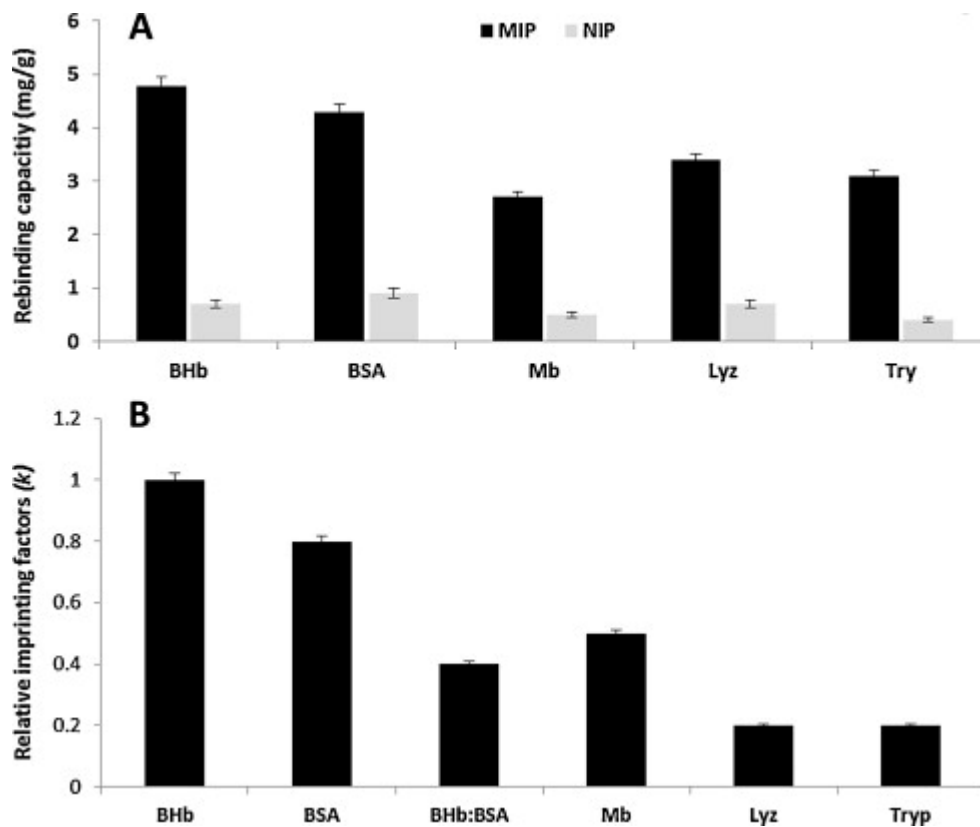 A
MIP NIP
Rebinding capacitiy (mg/g)
6
5
4
3
2
1
0
BHb BSA Mb Lyz Try
B
Relative imprinting factors (k)
1.2
1
0.8
0.6
0.4
0.2
0
BHb BSA BHb:BSA Mb Lyz Tryp